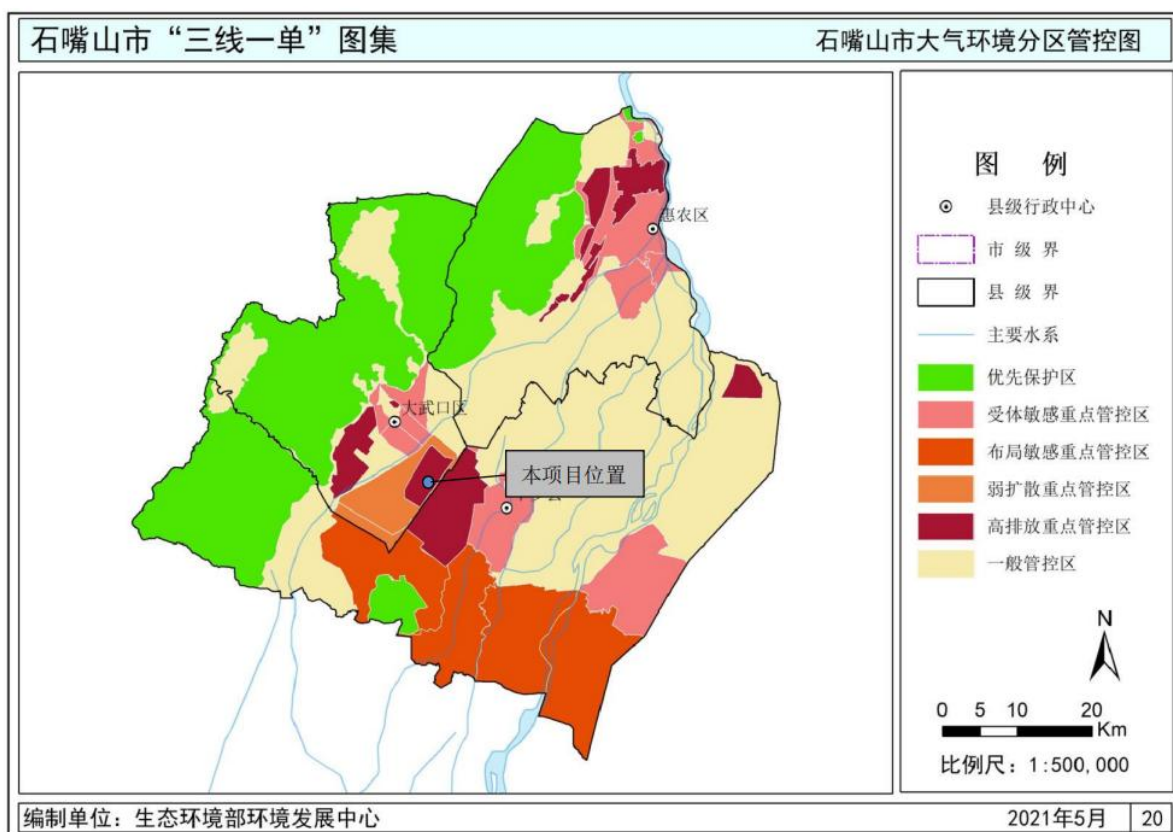 石嘴山市“三线一单”图集
石嘴山市大气环境分区管控图
惠农区
大武口区
本项目位置
图 例
县级行政中心
市 级 界
县 级 界
主要水系
优先保护区
受体敏感重点管控区
布局敏感重点管控区
弱扩散重点管控区
高排放重点管控区
一般管控区
N
0 5 10 20
Km
比例尺：1:500,000
编制单位：生态环境部环境发展中心
2021年5月
20